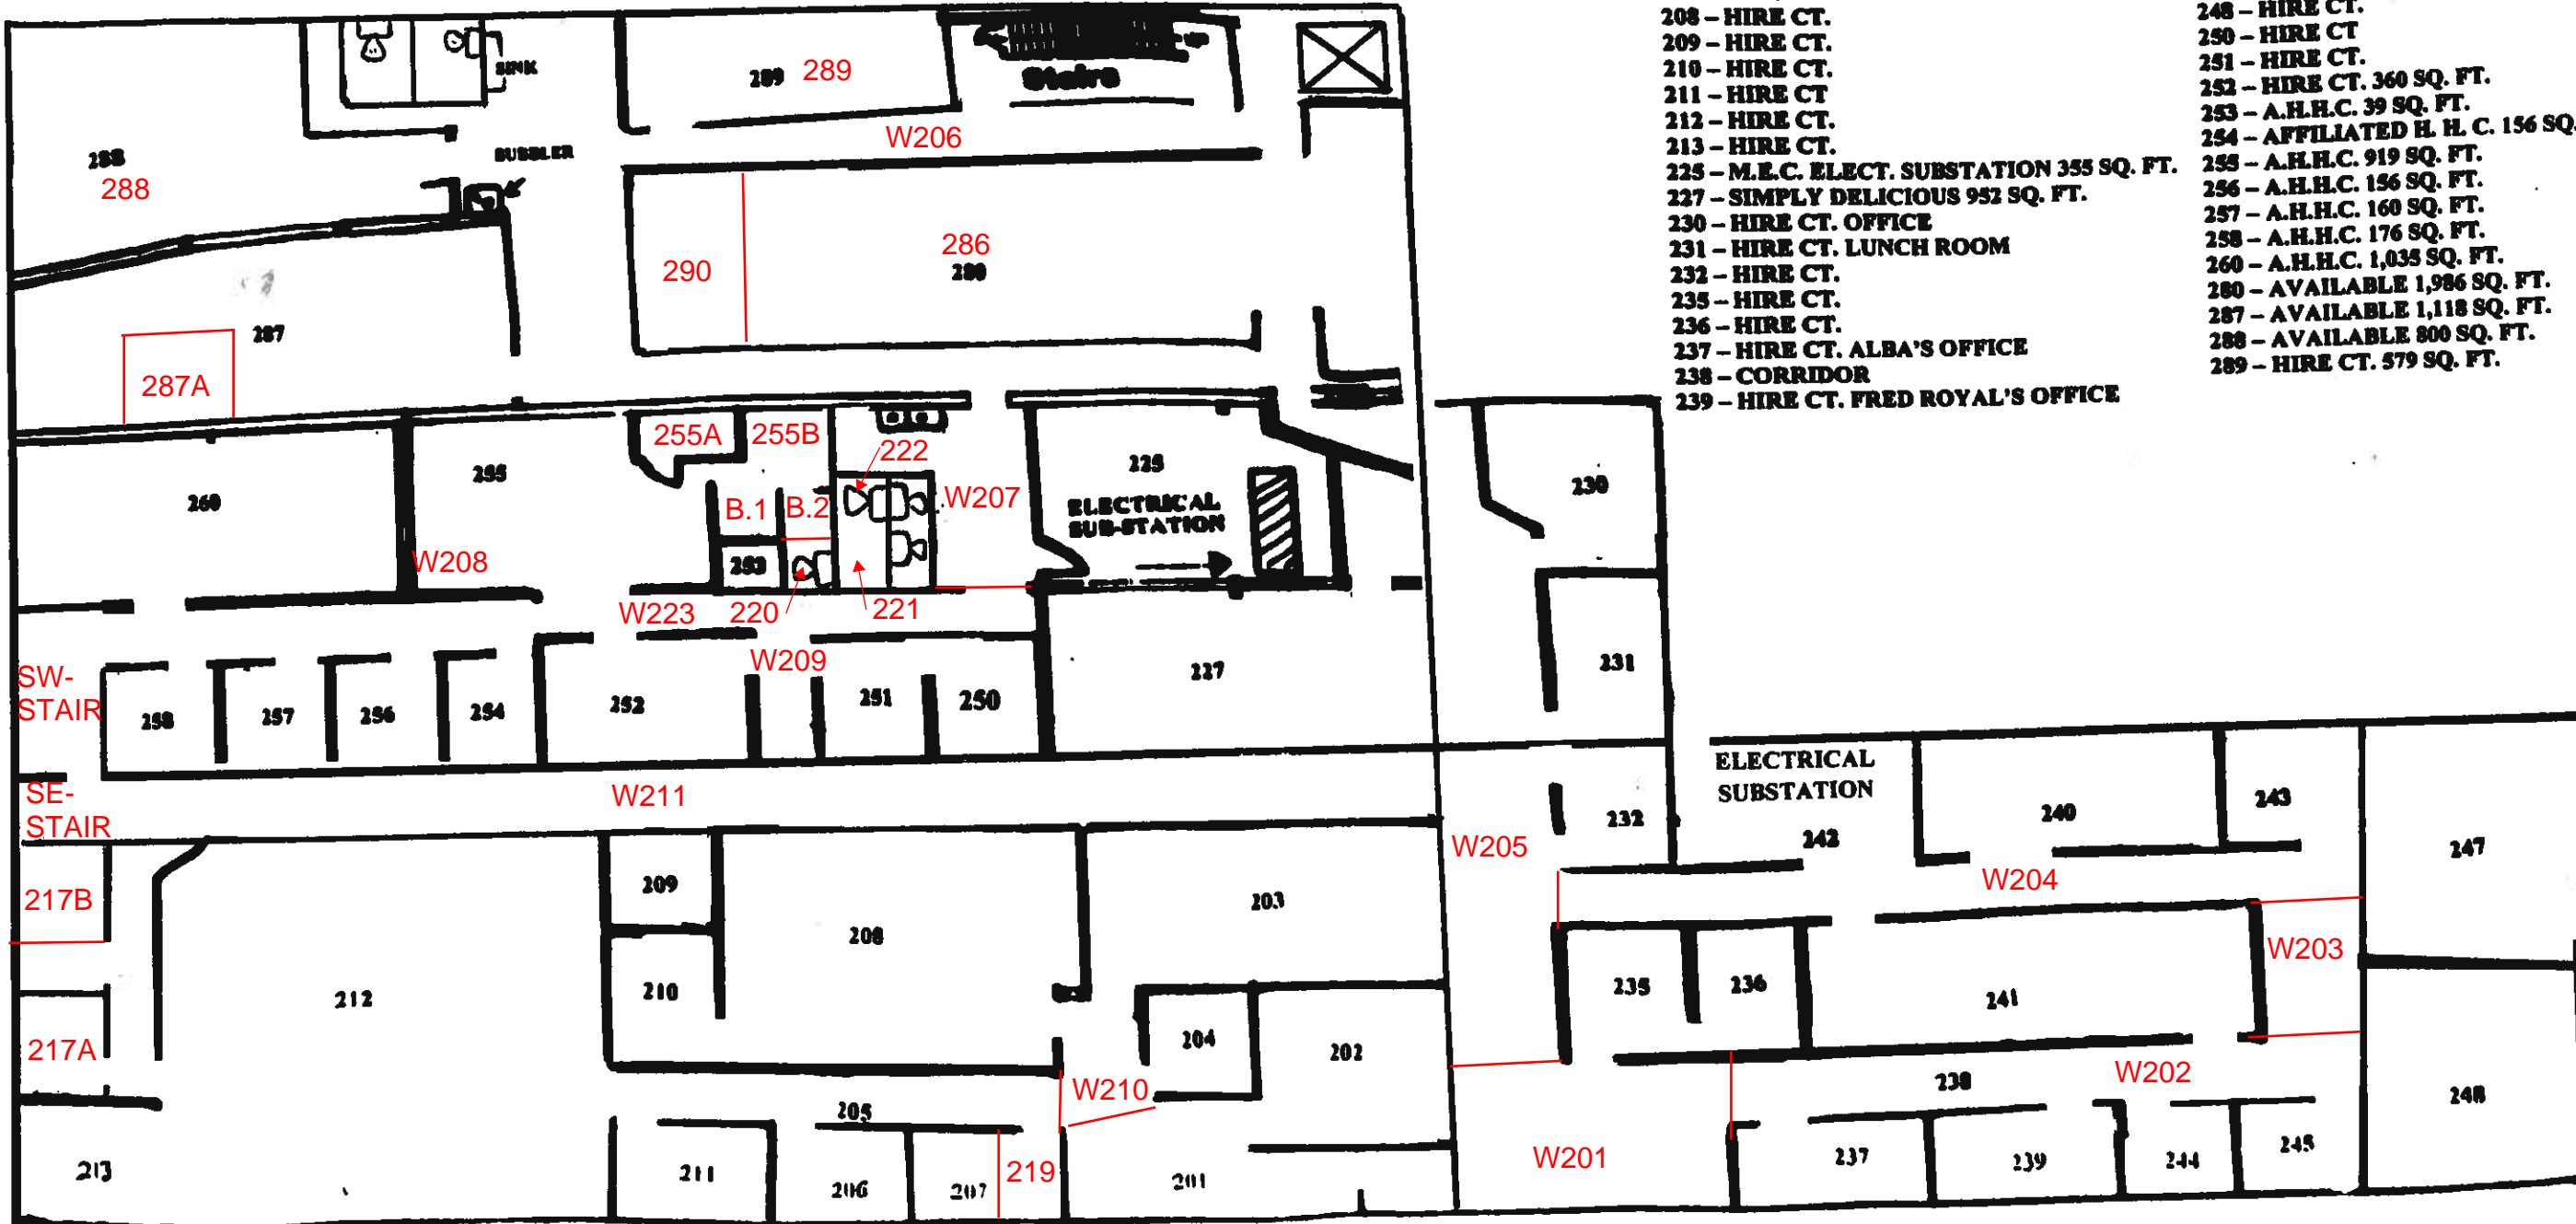 208 – HIRE CT.
209 – HIRE CT.
210 – HIRE CT.
211 – HIRE CT
212 – HIRE CT.
213 – HIRE CT.
225 – M.E.C. ELECT. SUBSTATION 355 SQ. FT.
227 – SIMPLY DELICIOUS 952 SQ. FT.
230 – HIRE CT. OFFICE
231 – HIRE CT. LUNCH ROOM
232 – HIRE CT.
235 – HIRE CT.
236 – HIRE CT.
237 – HIRE CT. ALBA'S OFFICE
238 – CORRIDOR
239 – HIRE CT. FRED ROYAL'S OFFICE
248 – HIRE CT.
250 – HIRE CT
251 – HIRE CT.
252 – HIRE CT. 360 SQ. FT.
253 – A.H.H.C. 39 SQ. FT.
254 – AFFILIATED H. H. C. 156 SQ.
255 – A.H.H.C. 919 SQ. FT.
256 – A.H.H.C. 156 SQ. FT.
257 – A.H.H.C. 160 SQ. FT.
258 – A.H.H.C. 176 SQ. FT.
260 – A.H.H.C. 1,035 SQ. FT.
280 – AVAILABLE 1,986 SQ. FT.
287 – AVAILABLE 1,118 SQ. FT.
288 – AVAILABLE 800 SQ. FT.
289 – HIRE CT. 579 SQ. FT.
SINK
289 289
Stairs
W206
BUBBLER
288
288
290
286
280
287
287A
255A
255B
222
260
255
B.1
B.2
W207
225
ELECTRICAL
SUB-STATION
230
W208
253
W223
220
221
231
SW-
STAIR
W209
258
257
256
254
252
251
250
227
SE-
STAIR
W211
ELECTRICAL
SUBSTATION
232
242
240
243
247
W205
W204
217B
209
208
203
W203
212
210
235
236
241
217A
204
202
W210
238
W202
248
205
213
211
206
207
219
201
W201
237
239
244
245